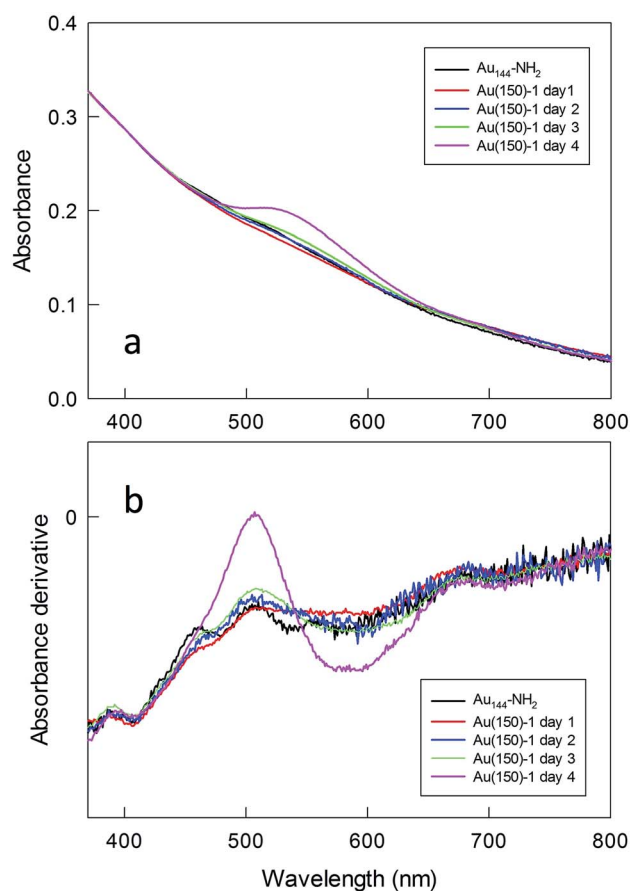 0.4
0.3
0.2
0.1
0.0
Absorbance
Au₁₄₄-NH₂
Au(150)-1 day1
Au(150)-1 day 2
Au(150)-1 day 3
Au(150)-1 day 4
a
400 500 600 700 800
b
0
Absorbance derivative
Au₁₄₄-NH₂
Au(150)-1 day 1
Au(150)-1 day 2
Au(150)-1 day 3
Au(150)-1 day 4
400 500 600 700 800
Wavelength (nm)